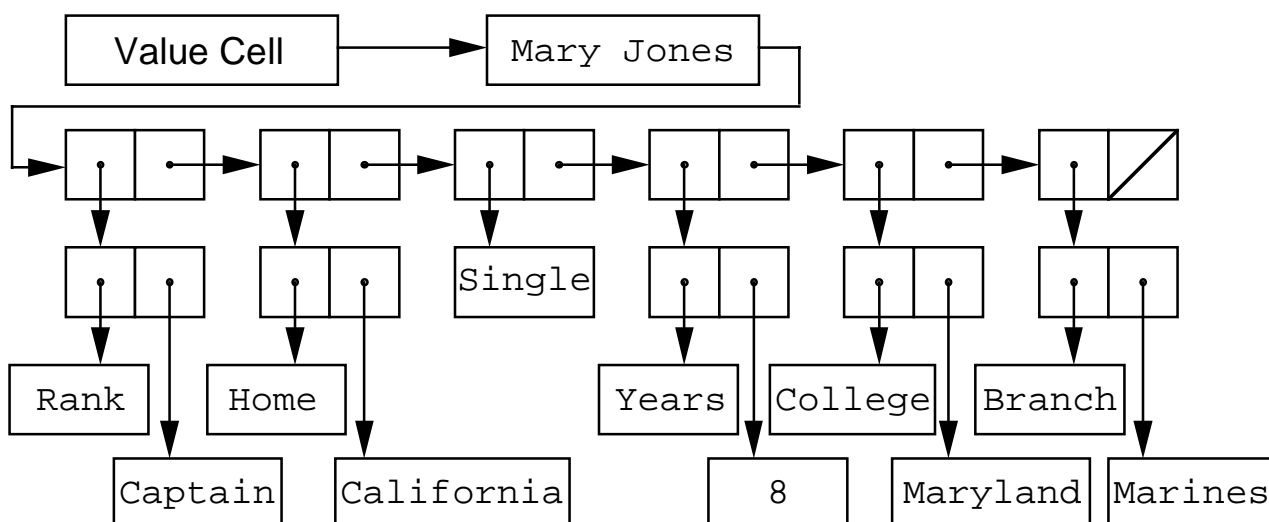 Value Cell Mary Jones
Single
Rank Home Years College Branch
Captain California 8 Maryland Marines